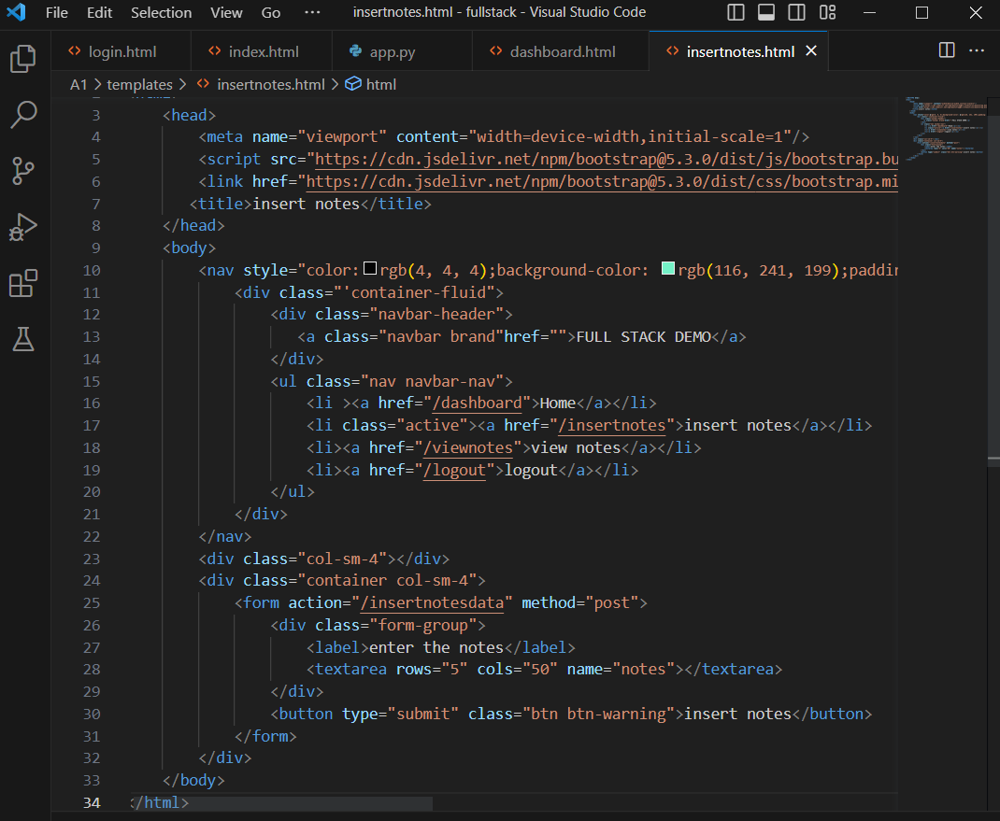 File Edit Selection View Go ··· insertnotes.html - fullstack - Visual Studio Code
login.html index.html app.py dashboard.html insertnotes.html
A1 > templates > insertnotes.html > html
3 <head>
4 <meta name="viewport" content="width=device-width,initial-scale=1"/>
5 <script src="https://cdn.jsdelivr.net/npm/bootstrap@5.3.0/dist/js/bootstrap.bu
6 <link href="https://cdn.jsdelivr.net/npm/bootstrap@5.3.0/dist/css/bootstrap.mi
7 <title>insert notes</title>
8 </head>
9 <body>
10 <nav style="color:rgb(4, 4, 4);background-color: rgb(116, 241, 199);paddin
11 <div class="'container-fluid">
12 <div class="navbar-header">
13 <a class="navbar brand"href="">FULL STACK DEMO</a>
14 </div>
15 <ul class="nav navbar-nav">
16 <li ><a href="/dashboard">Home</a></li>
17 <li class="active"><a href="/insertnotes">insert notes</a></li>
18 <li><a href="/viewnotes">view notes</a></li>
19 <li><a href="/logout">logout</a></li>
20 </ul>
21 </div>
22 </nav>
23 <div class="col-sm-4"></div>
24 <div class="container col-sm-4">
25 <form action="/insertnotesdata" method="post">
26 <div class="form-group">
27 <label>enter the notes</label>
28 <textarea rows="5" cols="50" name="notes"></textarea>
29 </div>
30 <button type="submit" class="btn btn-warning">insert notes</button>
31 </form>
32 </div>
33 </body>
34 </html>